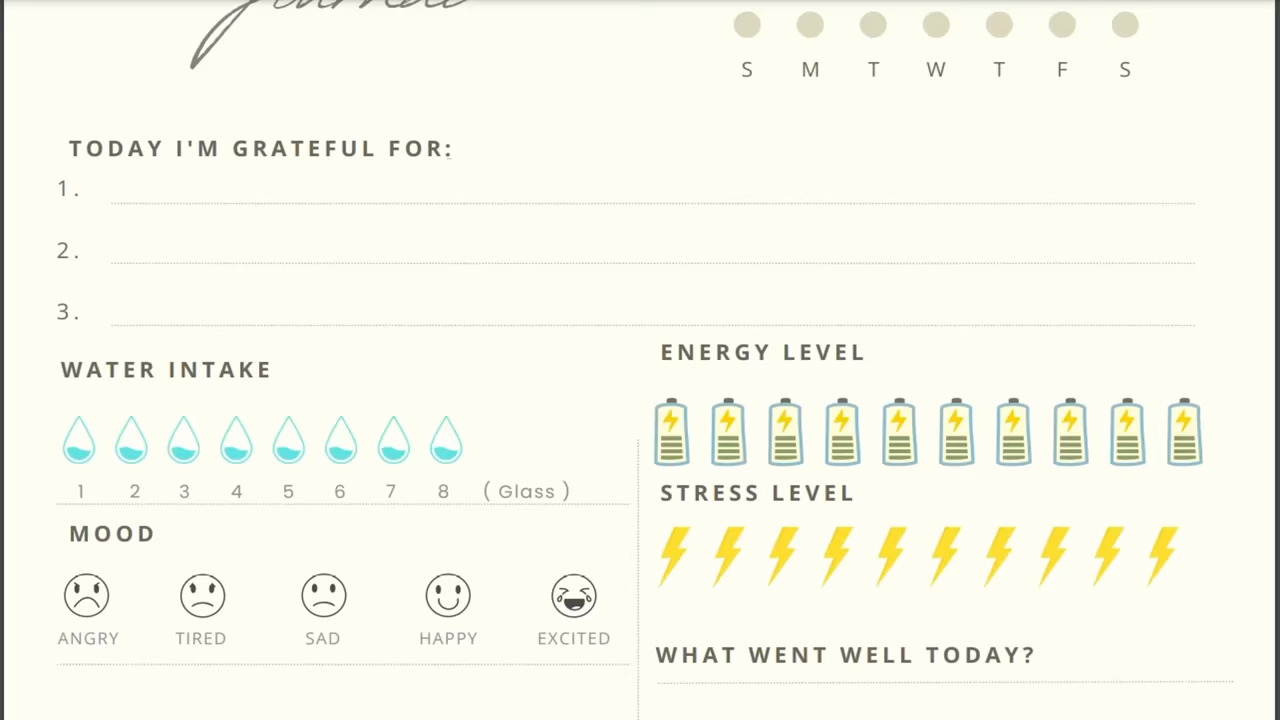 S M T W T F S
TODAY I'M GRATEFUL FOR:
1.
2.
3.
WATER INTAKE
1 2 3 4 5 6 7 8 ( Glass )
MOOD
ANGRY TIRED SAD HAPPY EXCITED
ENERGY LEVEL
STRESS LEVEL
WHAT WENT WELL TODAY?